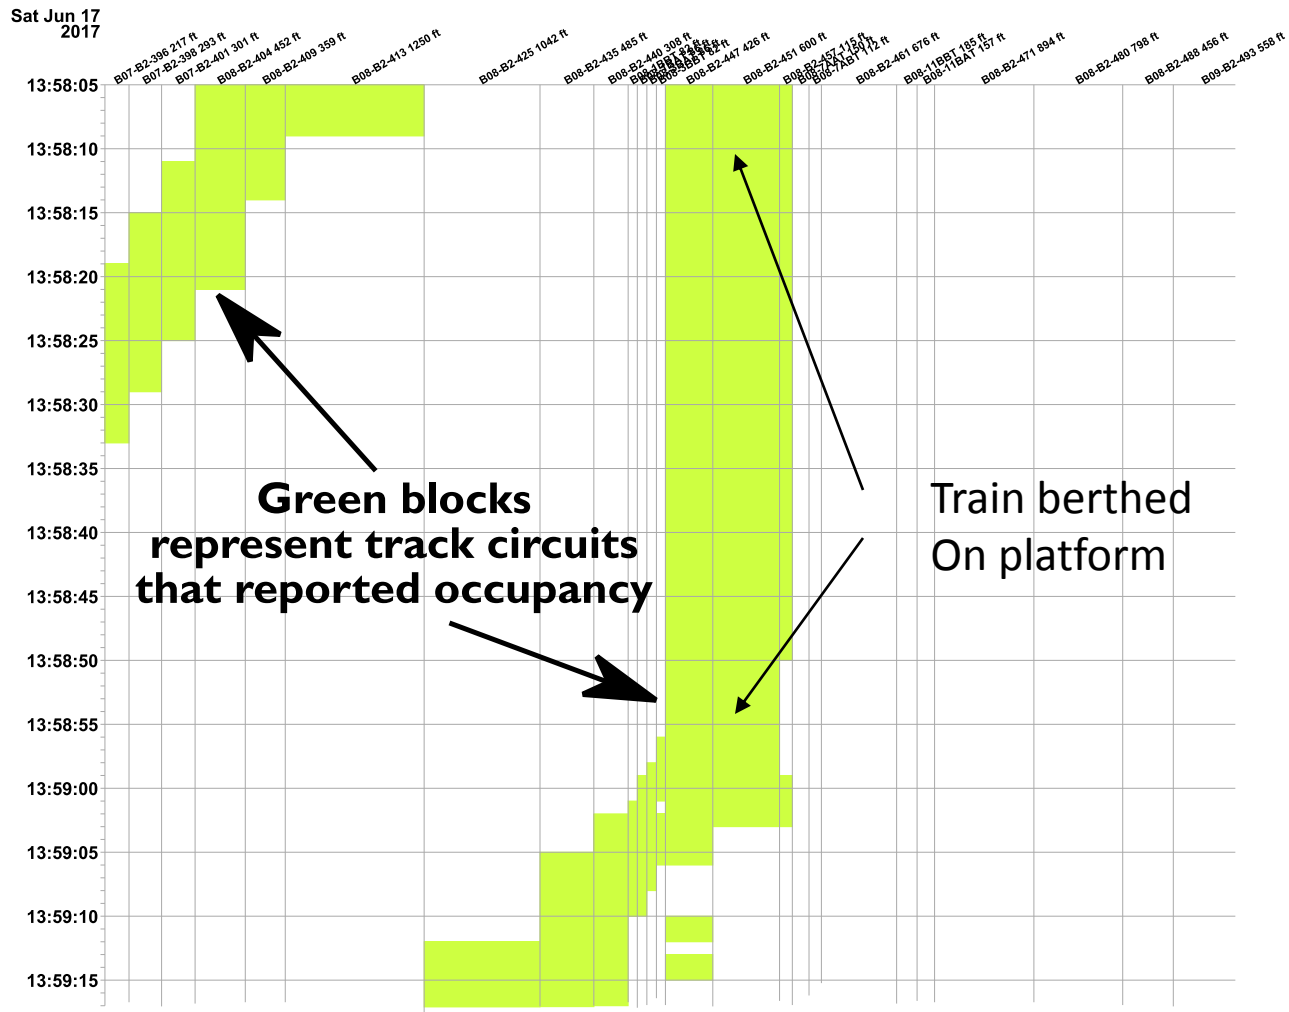 Sat Jun 17
2017
B07-B2-396 217 ft
B07-B2-398 293 ft
B07-B2-401 301 ft
B08-B2-404 452 ft
B08-B2-409 359 ft
B08-B2-413 1250 ft
B08-B2-425 1042 ft
B08-B2-435 485 ft
B08-B2-440 308 ft
B08-B2-447 426 ft
B08-B2-451 600 ft
B08-B2-457 115 ft
B08-7ABT 112 ft
B08-B2-461 676 ft
B08-11BBT 185 ft
B08-11BAT 157 ft
B08-B2-471 894 ft
B08-B2-480 798 ft
B08-B2-488 456 ft
B09-B2-493 558 ft
13:58:05
13:58:10
13:58:15
13:58:20
13:58:25
13:58:30
13:58:35
13:58:40
13:58:45
13:58:50
13:58:55
13:59:00
13:59:05
13:59:10
13:59:15
Green blocks
represent track circuits
that reported occupancy
Train berthed
On platform